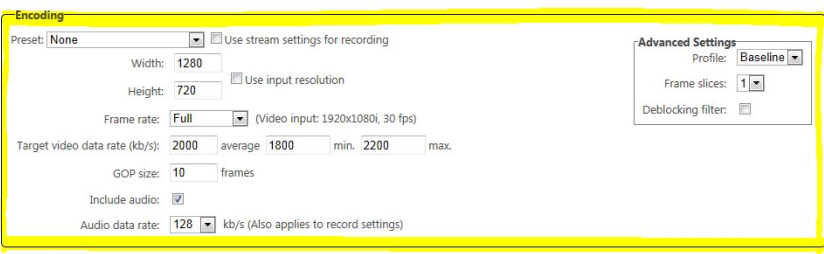 Encoding
Preset: None Use stream settings for recording
Advanced Settings
Width: 1280
Profile: Baseline
Use input resolution
Height: 720
Frame slices: 1
Frame rate: Full (Video input: 1920x1080i, 30 fps)
Deblocking filter:
Target video data rate (kb/s): 2000 average 1800 min. 2200 max.
GOP size: 10 frames
Include audio:
Audio data rate: 128 kb/s (Also applies to record settings)